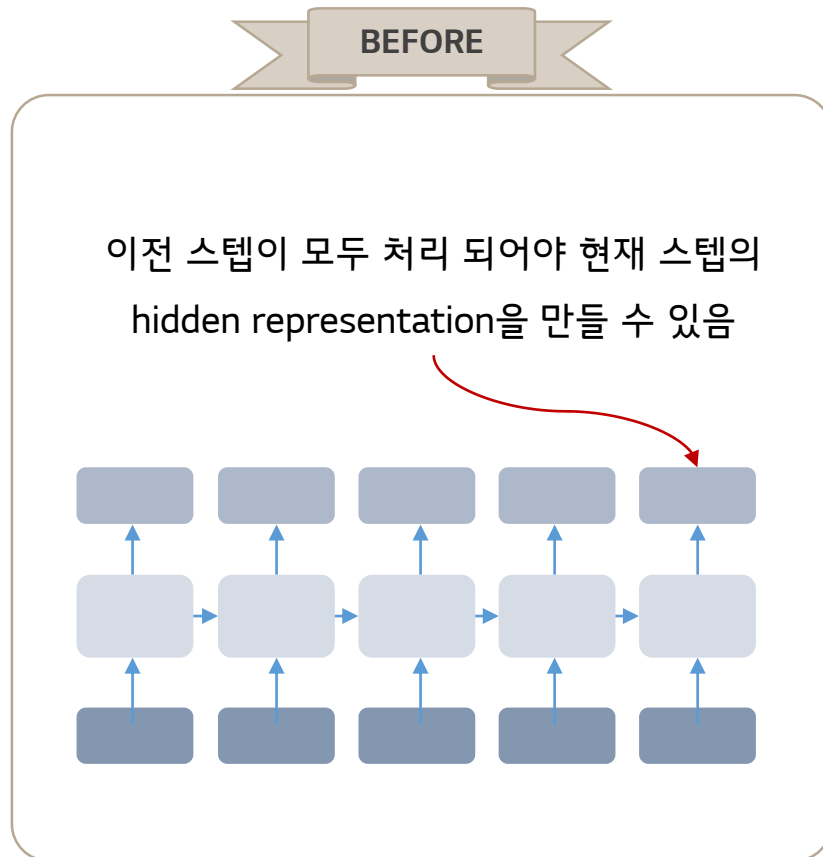 BEFORE
이전 스텝이 모두 처리 되어야 현재 스텝의
hidden representation을 만들 수 있음